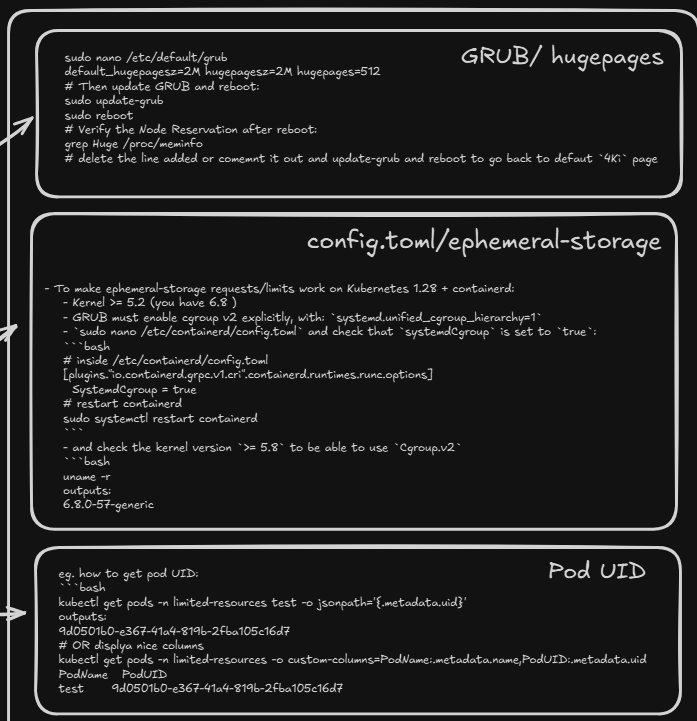 GRUB/ hugepages
sudo nano /etc/default/grub
default_hugepagesz=2M hugepagesz=2M hugepages=512
# Then update GRUB and reboot:
sudo update-grub
sudo reboot
# Verify the Node Reservation after reboot:
grep Huge /proc/meminfo
# delete the line added or comemnt it out and update-grub and reboot to go back to defaut `4Ki` page
config.toml/ephemeral-storage
- To make ephemeral-storage requests/limits work on Kubernetes 1.28 + containerd:
- Kernel >= 5.2 (you have 6.8 )
- GRUB must enable cgroup v2 explicitly, with: `systemd.unified_cgroup_hierarchy=1`
- `sudo nano /etc/containerd/config.toml` and check that `systemdCgroup` is set to `true`:
```bash
# inside /etc/containerd/config.toml
[plugins."io.containerd.grpc.v1.cri".containerd.runtimes.runc.options]
SystemdCgroup = true
# restart containerd
sudo systemctl restart containerd
```
- and check the kernel version `>= 5.8` to be able to use `Cgroup.v2`
```bash
uname -r
outputs:
6.8.0-57-generic
Pod UID
eg. how to get pod UID:
```bash
kubectl get pods -n limited-resources test -o jsonpath='{.metadata.uid}'
outputs:
9d0501b0-e367-41a4-819b-2fba105c16d7
# OR displya nice columns
kubectl get pods -n limited-resources -o custom-columns=PodName:.metadata.name,PodUID:.metadata.uid
PodName PodUID
test 9d0501b0-e367-41a4-819b-2fba105c16d7